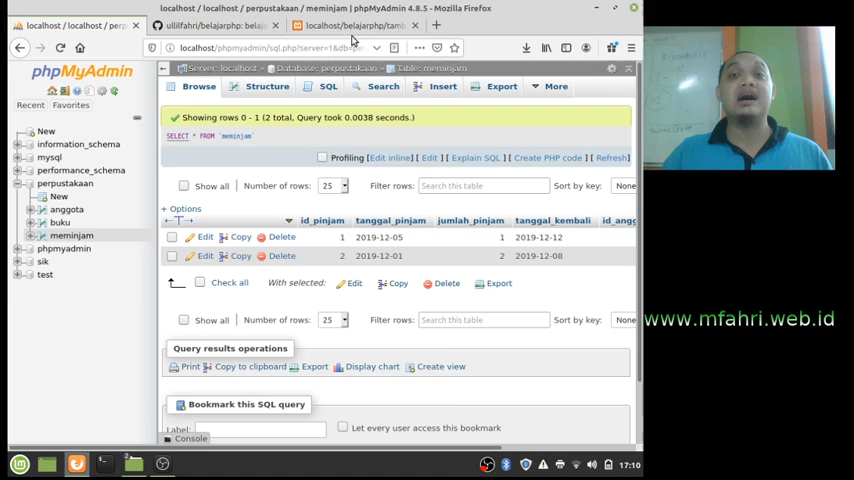 localhost / localhost / perpustakaan / meminjam | phpMyAdmin 4.8.5 - Mozilla Firefox
localhost / localhost / perp
ullilfahri/belajarphp: belaj
localhost/belajarphp/tamb
localhost/phpmyadmin/sql.php?server=1&db=pe
phpMyAdmin
Recent Favorites
New
information_schema
mysql
performance_schema
perpustakaan
New
anggota
buku
meminjam
phpmyadmin
sik
test
Server: localhost » Database: perpustakaan » Table: meminjam
Browse Structure SQL Search Insert Export More
Showing rows 0 - 1 (2 total, Query took 0.0038 seconds.)
SELECT * FROM `meminjam`
Profiling [Edit inline] [ Edit ] [ Explain SQL ] [ Create PHP code ] [ Refresh]
Show all Number of rows: 25 Filter rows: Search this table Sort by key: None
+ Options
←T→ id_pinjam tanggal_pinjam jumlah_pinjam tanggal_kembali id_angg
Edit Copy Delete 1 2019-12-05 1 2019-12-12
Edit Copy Delete 2 2019-12-01 2 2019-12-08
Check all With selected: Edit Copy Delete Export
Show all Number of rows: 25 Filter rows: Search this table Sort by key: None
Query results operations
Print Copy to clipboard Export Display chart Create view
Bookmark this SQL query
Label: Let every user access this bookmark
Console
17:10
www.mfahri.web.id